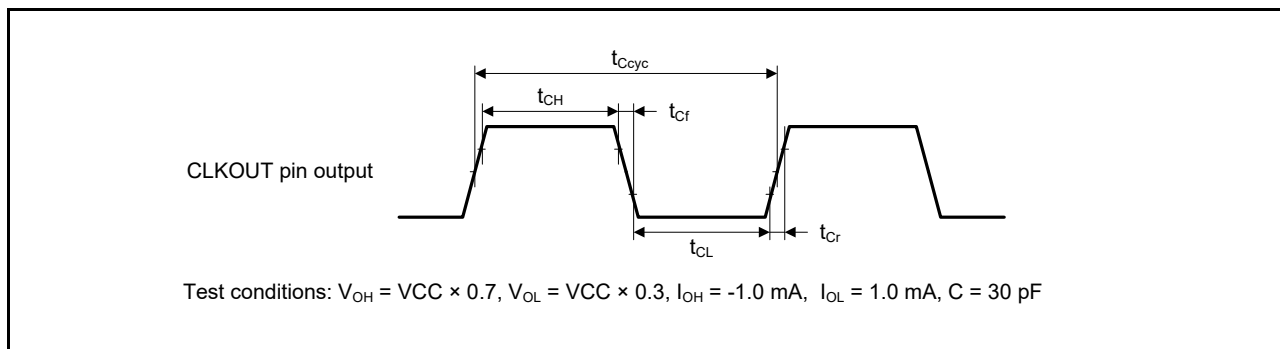 tCcyc
tCH
tCf
CLKOUT pin output
tCL
tCr
Test conditions: VOH = VCC × 0.7, VOL = VCC × 0.3, IOH = -1.0 mA, IOL = 1.0 mA, C = 30 pF